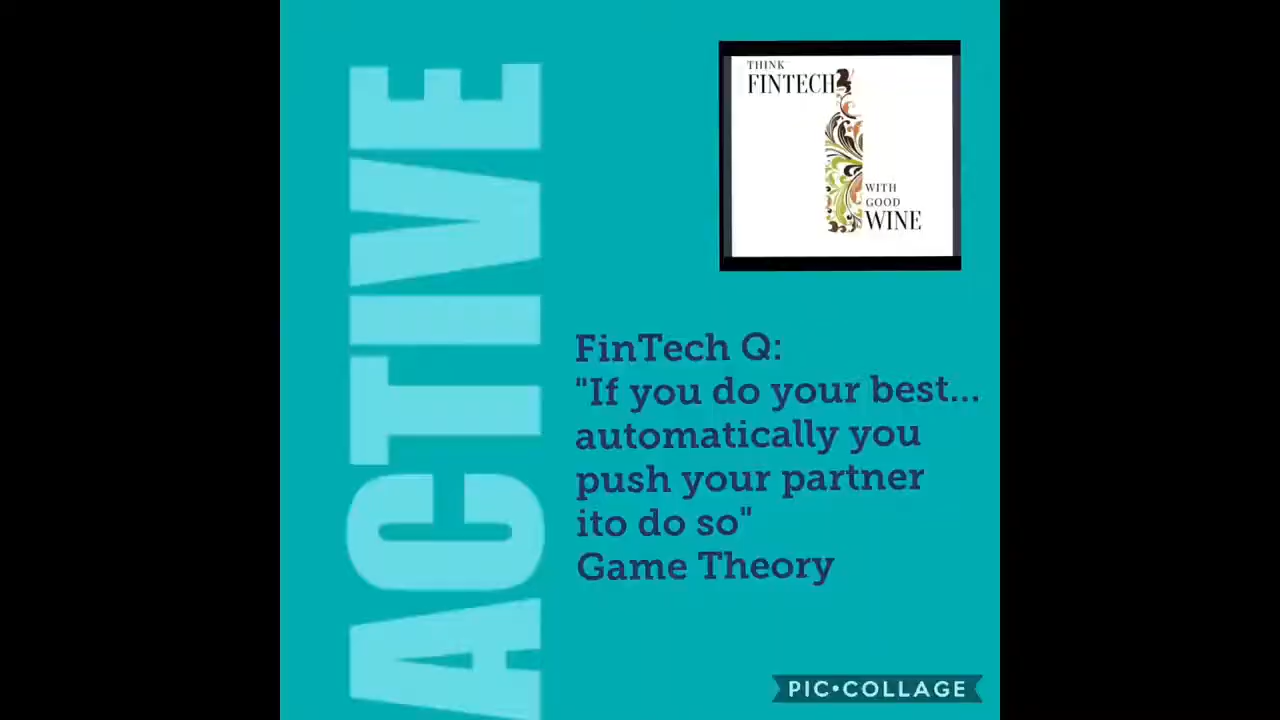 ACTIVE
THINK
FINTECH
WITH
GOOD
WINE
FinTech Q:
"If you do your best...
automatically you
push your partner
ito do so"
Game Theory
PIC•COLLAGE